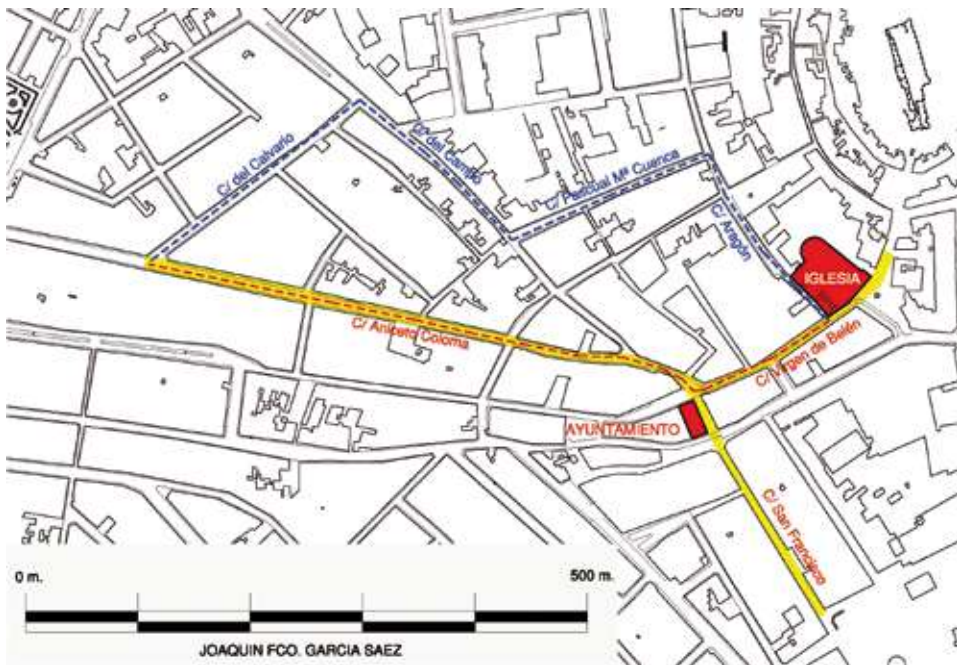 C/ del Calvario
C/ del Campo
C/ Pascual Mª Cuenca
C/ Aragón
IGLESIA
C/ Aniceto Coloma
C/ Virgen de Belén
AYUNTAMIENTO
C/ San Francisco
0 m.
500 m.
JOAQUIN FCO. GARCIA SAEZ